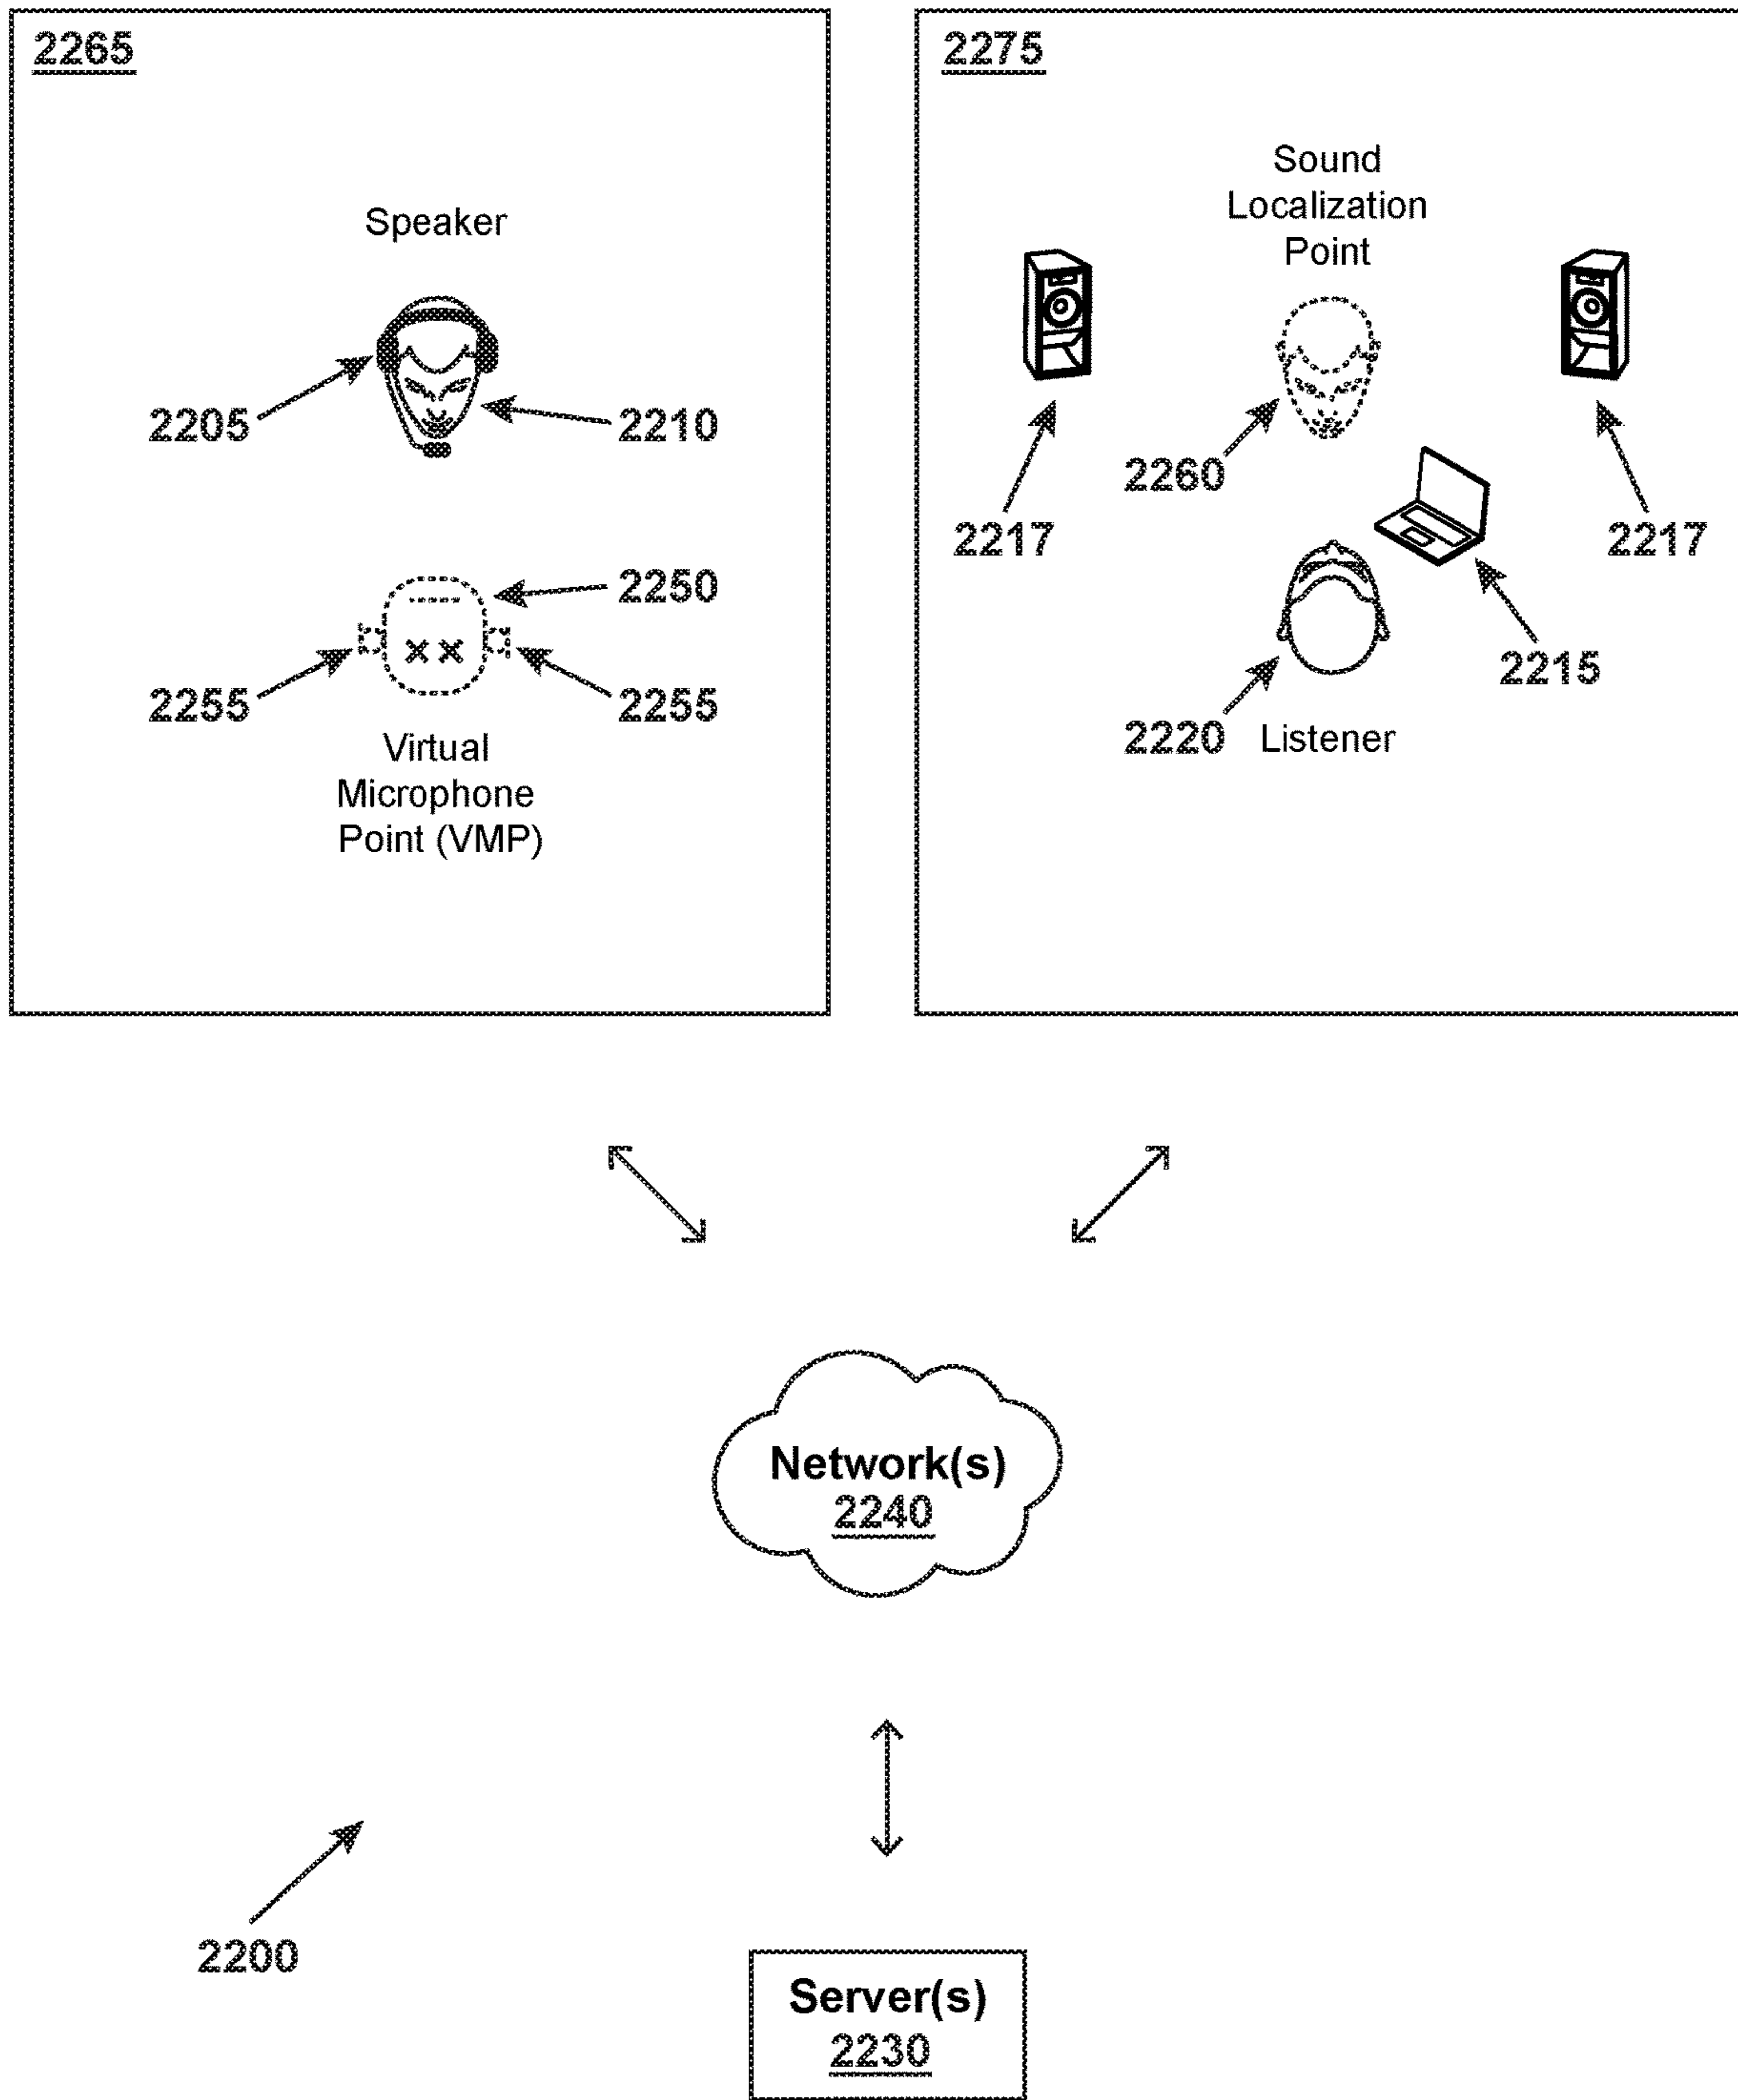 2265
Speaker
2205
2210
2250
2255
2255
Virtual
Microphone
Point (VMP)
2275
Sound
Localization
Point
2260
2217
2217
2215
2220 Listener
Network(s)
2240
2200
Server(s)
2230